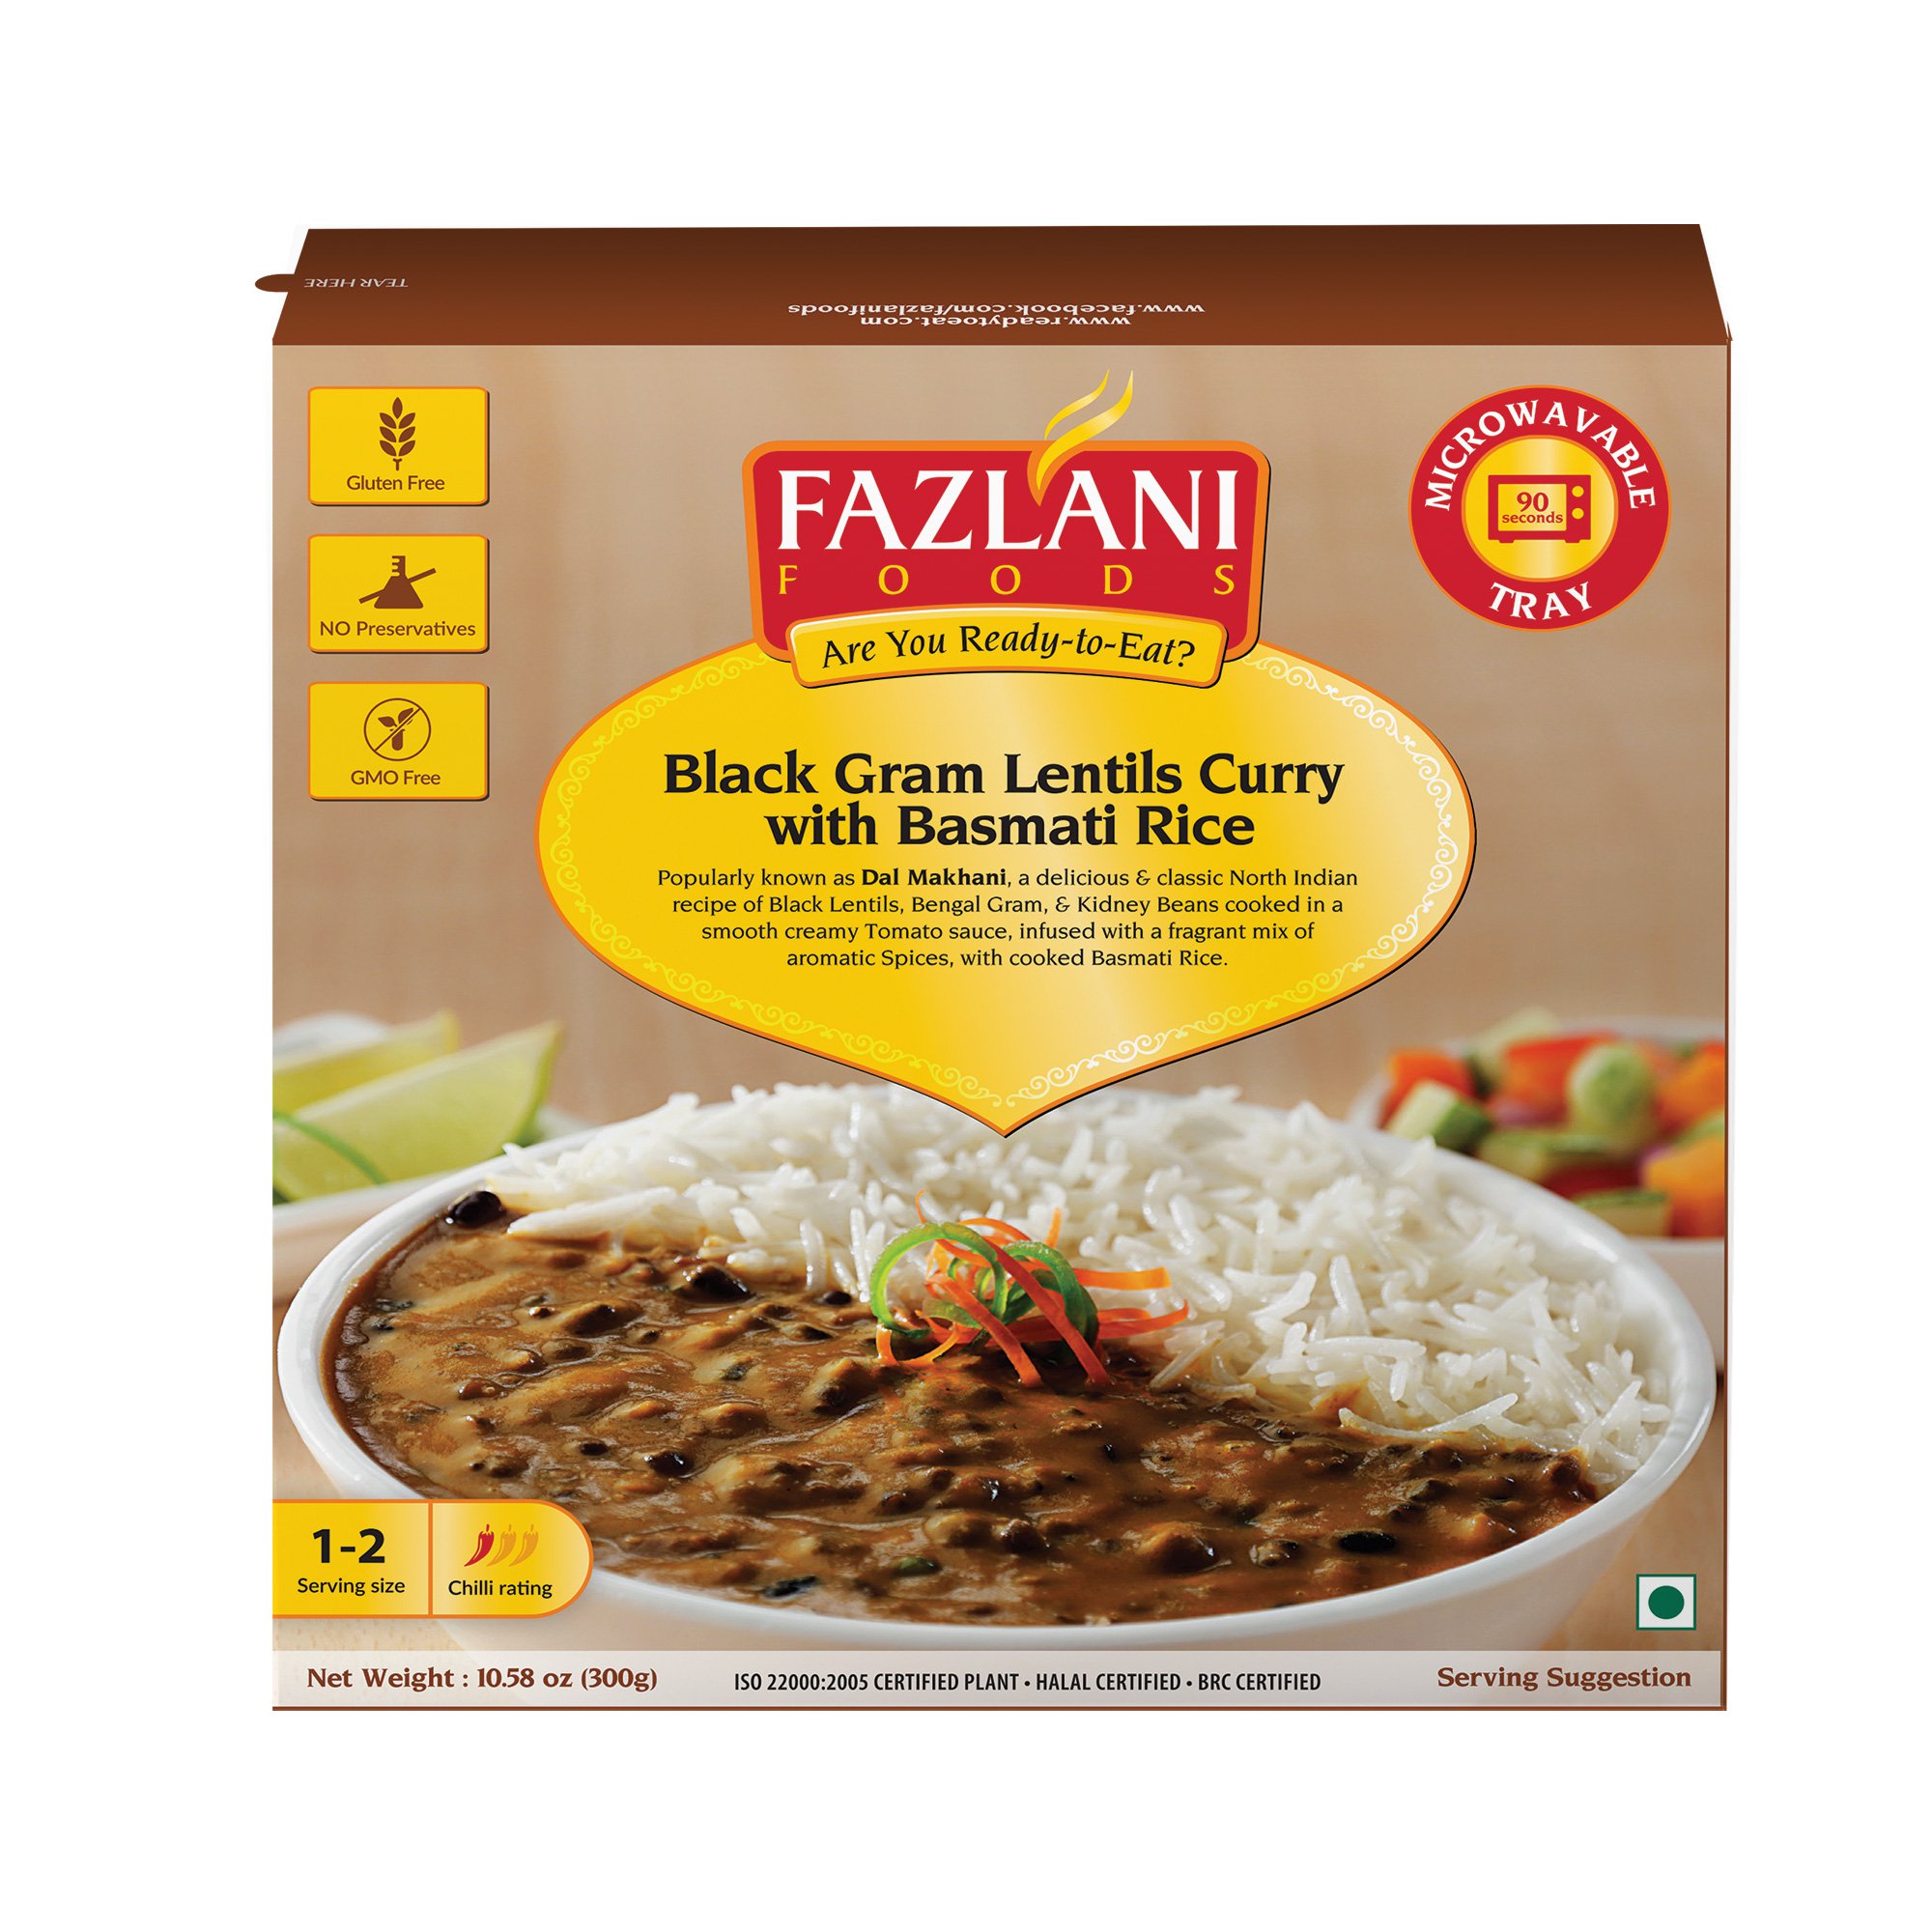 TEAR HERE
www.readytoeat.com
www.facebook.com/fazlanifoods
Gluten Free
NO Preservatives
GMO Free
FAZLANI
FOODS
Are You Ready-to-Eat?
MICROWAVABLE
90
seconds
TRAY
Black Gram Lentils Curry
with Basmati Rice
Popularly known as Dal Makhani, a delicious & classic North Indian
recipe of Black Lentils, Bengal Gram, & Kidney Beans cooked in a
smooth creamy Tomato sauce, infused with a fragrant mix of
aromatic Spices, with cooked Basmati Rice.
1-2
Serving size
Chilli rating
Net Weight : 10.58 oz (300g)
ISO 22000:2005 CERTIFIED PLANT • HALAL CERTIFIED • BRC CERTIFIED
Serving Suggestion